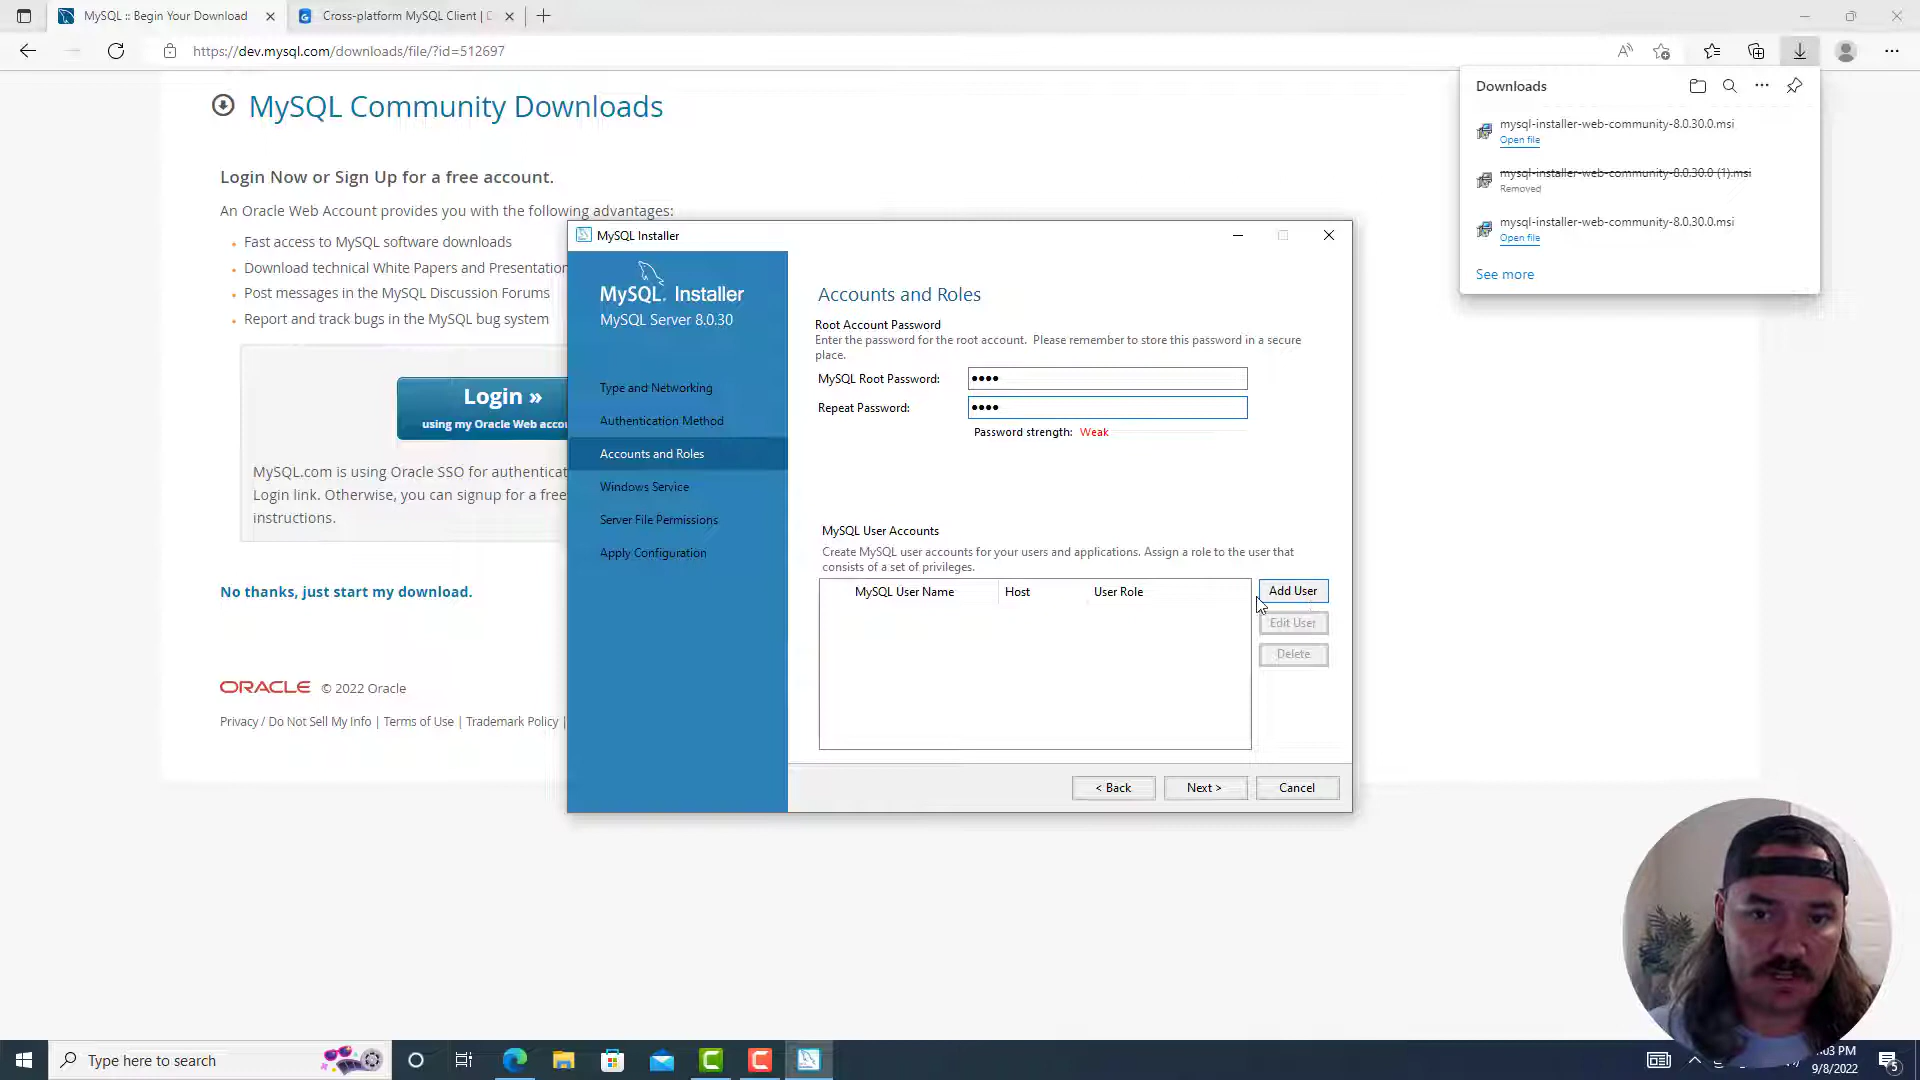 MySQL :: Begin Your Download
Cross-platform MySQL Client |
https://dev.mysql.com/downloads/file/?id=512697
Downloads
mysql-installer-web-community-8.0.30.0.msi
Open file
mysql-installer-web-community-8.0.30.0 (1).msi
Removed
mysql-installer-web-community-8.0.30.0.msi
Open file
See more
MySQL Community Downloads
Login Now or Sign Up for a free account.
An Oracle Web Account provides you with the following advantages:
Fast access to MySQL software downloads
Download technical White Papers and Presentation
Post messages in the MySQL Discussion Forums
Report and track bugs in the MySQL bug system
Login »
using my Oracle Web
MySQL.com is using Oracle SSO for
Login link. Otherwise, you can signup for a free
instructions.
No thanks, just start my download.
ORACLE © 2022 Oracle
Privacy / Do Not Sell My Info | Terms of Use | Trademark Policy |
MySQL Installer
MySQL Installer
MySQL Server 8.0.30
Type and Networking
Authentication Method
Accounts and Roles
Windows Service
Server File Permissions
Apply Configuration
Accounts and Roles
Root Account Password
Enter the password for the root account. Please remember to store this password in a secure
place.
MySQL Root Password: ●●●●
Repeat Password: ●●●●
Password strength: Weak
MySQL User Accounts
Create MySQL user accounts for your users and applications. Assign a role to the user that
consists of a set of privileges.
MySQL User Name Host User Role
Add User
Edit User
Delete
< Back Next > Cancel
Type here to search
:03 PM
9/8/2022
5